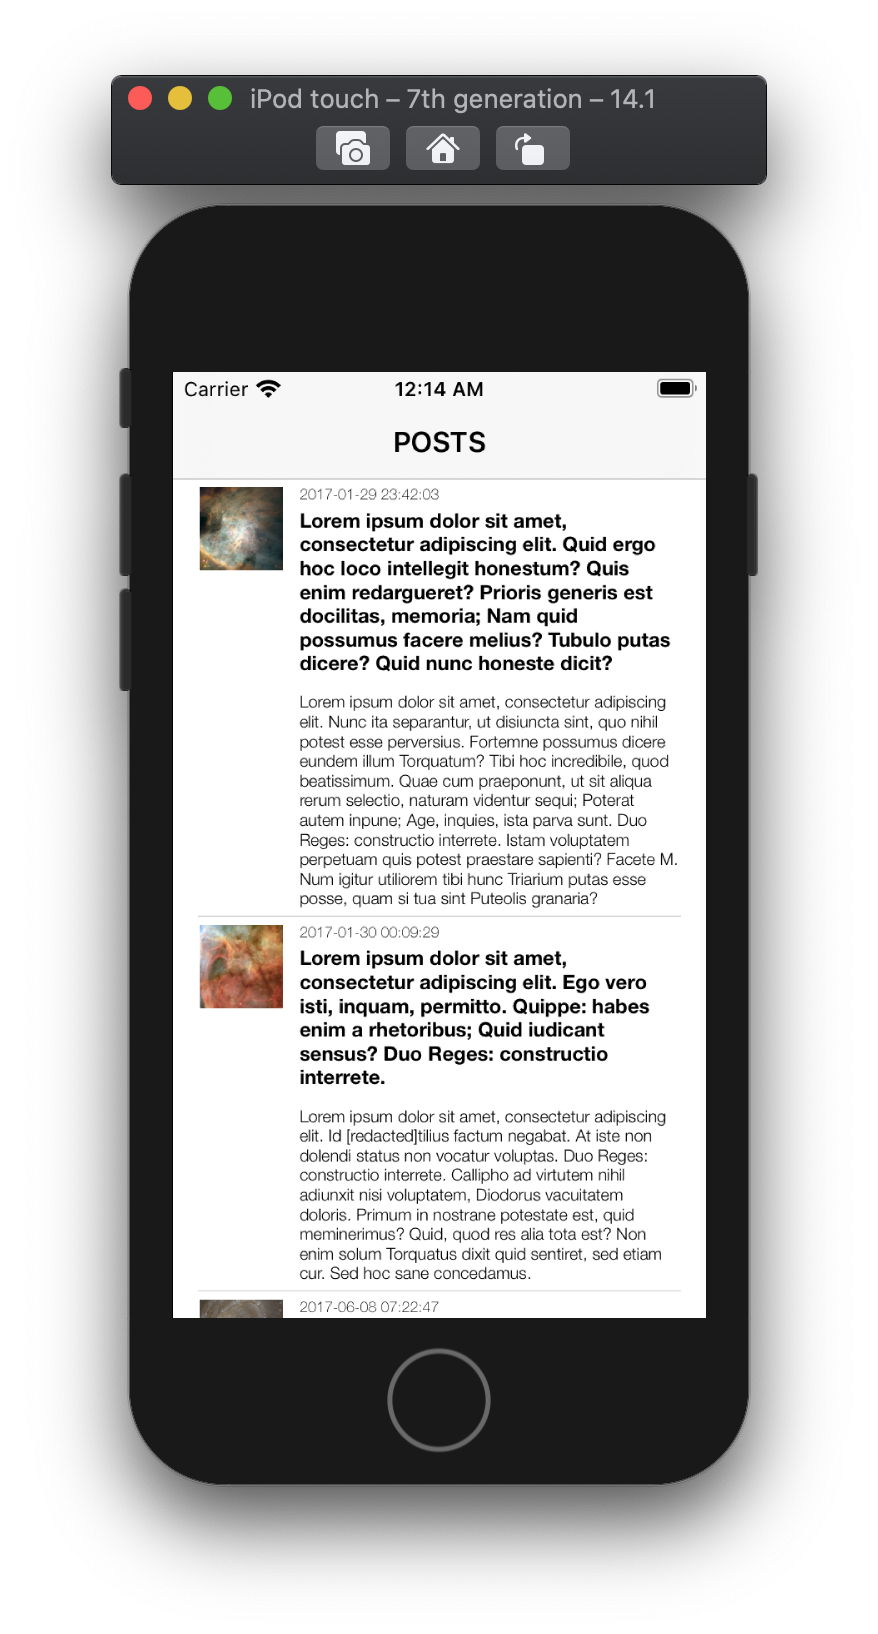 iPod touch – 7th generation – 14.1
Carrier
12:14 AM
POSTS
2017-01-29 23:42:03
Lorem ipsum dolor sit amet,
consectetur adipiscing elit. Quid ergo
hoc loco intellegit honestum? Quis
enim redargueret? Prioris generis est
docilitas, memoria; Nam quid
possumus facere melius? Tubulo putas
dicere? Quid nunc honeste dicit?
Lorem ipsum dolor sit amet, consectetur adipiscing
elit. Nunc ita separantur, ut disiuncta sint, quo nihil
potest esse perversius. Fortemne possumus dicere
eundem illum Torquatum? Tibi hoc incredibile, quod
beatissimum. Quae cum praeponunt, ut sit aliqua
rerum selectio, naturam videntur sequi; Poterat
autem inpune; Age, inquies, ista parva sunt. Duo
Reges: constructio interrete. Istam voluptatem
perpetuam quis potest praestare sapienti? Facete M.
Num igitur utiliorem tibi hunc Triarium putas esse
posse, quam si tua sint Puteolis granaria?
2017-01-30 00:09:29
Lorem ipsum dolor sit amet,
consectetur adipiscing elit. Ego vero
isti, inquam, permitto. Quippe: habes
enim a rhetoribus; Quid iudicant
sensus? Duo Reges: constructio
interrete.
Lorem ipsum dolor sit amet, consectetur adipiscing
elit. Id [redacted]tilius factum negabat. At iste non
dolendi status non vocatur voluptas. Duo Reges:
constructio interrete. Callipho ad virtutem nihil
adiunxit nisi voluptatem, Diodorus vacuitatem
doloris. Primum in nostrane potestate est, quid
meminerimus? Quid, quod res alia tota est? Non
enim solum Torquatus dixit quid sentiret, sed etiam
cur. Sed hoc sane concedamus.
2017-06-08 07:22:47